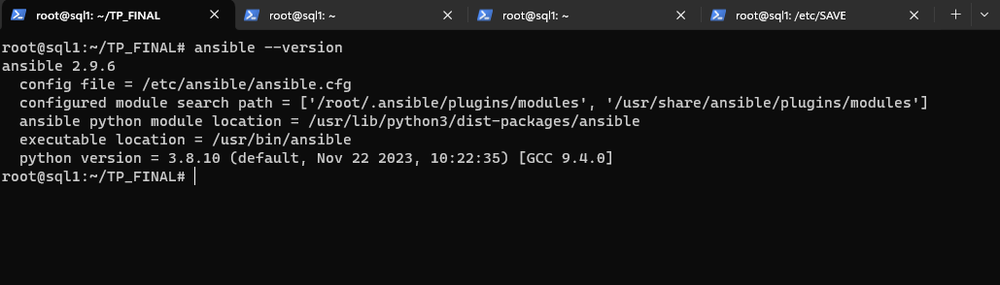 root@sql1: ~/TP_FINAL
root@sql1: ~
root@sql1: ~
root@sql1: /etc/SAVE
root@sql1:~/TP_FINAL# ansible --version
ansible 2.9.6
  config file = /etc/ansible/ansible.cfg
  configured module search path = ['/root/.ansible/plugins/modules', '/usr/share/ansible/plugins/modules']
  ansible python module location = /usr/lib/python3/dist-packages/ansible
  executable location = /usr/bin/ansible
  python version = 3.8.10 (default, Nov 22 2023, 10:22:35) [GCC 9.4.0]
root@sql1:~/TP_FINAL#